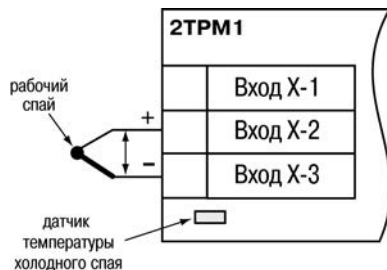 2ТРМ1
рабочий
спай
Вход X-1
+
Вход X-2
–
Вход X-3
датчик
температуры
холодного спая